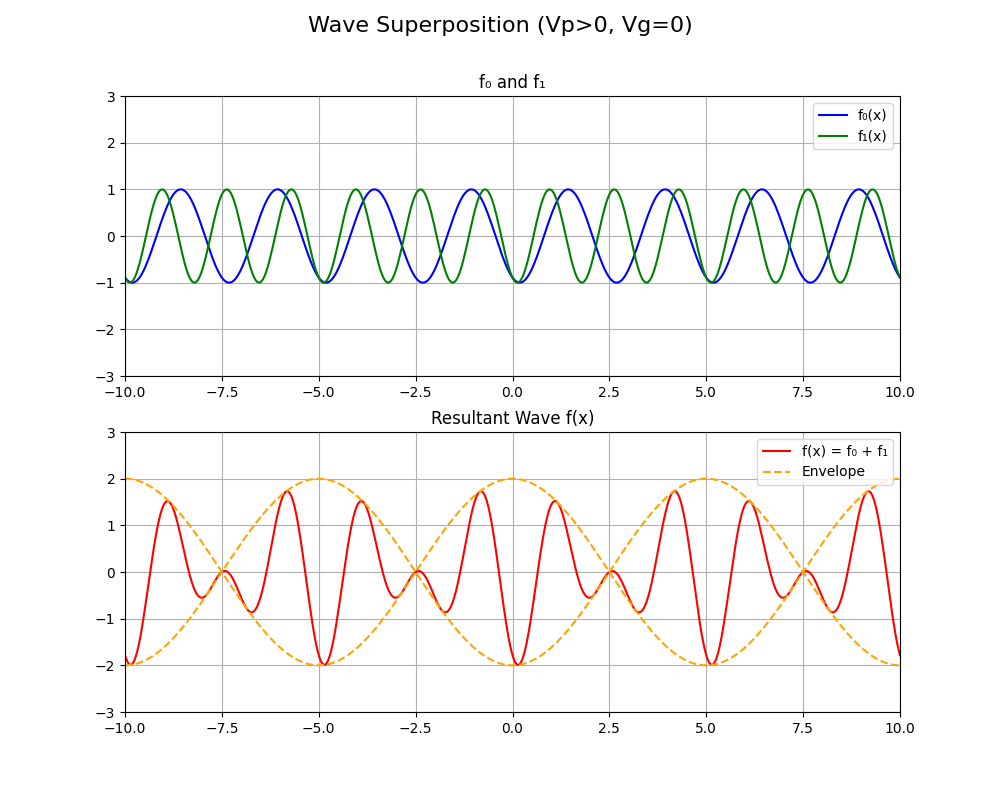 Wave Superposition (Vp>0, Vg=0)
f₀ and f₁
3
2
1
0
−1
−2
−3
f₀(x)
f₁(x)
−10.0 −7.5 −5.0 −2.5 0.0 2.5 5.0 7.5 10.0
Resultant Wave f(x)
3
2
1
0
−1
−2
−3
f(x) = f₀ + f₁
Envelope
−10.0 −7.5 −5.0 −2.5 0.0 2.5 5.0 7.5 10.0